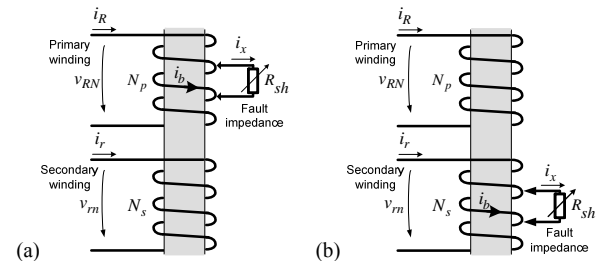 i_R
Primary
winding
v_RN
N_p
i_b
i_x
R_sh
Fault
impedance
i_r
Secondary
winding
v_rn
N_s
(a)
i_R
Primary
winding
v_RN
N_p
i_r
Secondary
winding
v_rn
N_s
i_b
i_x
R_sh
Fault
impedance
(b)